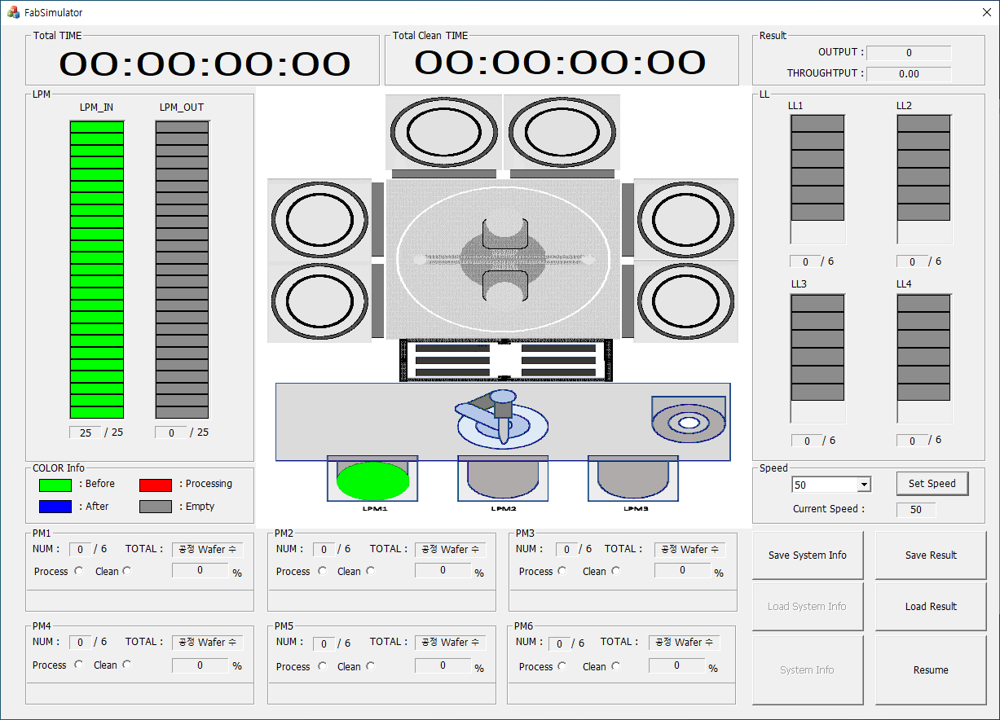 FabSimulator
Total TIME
00:00:00:00
Total Clean TIME
00:00:00:00
Result
OUTPUT : 0
THROUGHTPUT : 0.00
LPM
LPM_IN LPM_OUT
25 / 25 0 / 25
COLOR Info
: Before : Processing
: After : Empty
LPM1 LPM2 LPM3
LL
LL1 LL2
0 / 6 0 / 6
LL3 LL4
0 / 6 0 / 6
Speed
50 Set Speed
Current Speed : 50
PM1
NUM : 0 / 6 TOTAL : 공정 Wafer 수
Process Clean 0 %
PM2
NUM : 0 / 6 TOTAL : 공정 Wafer 수
Process Clean 0 %
PM3
NUM : 0 / 6 TOTAL : 공정 Wafer 수
Process Clean 0 %
PM4
NUM : 0 / 6 TOTAL : 공정 Wafer 수
Process Clean 0 %
PM5
NUM : 0 / 6 TOTAL : 공정 Wafer 수
Process Clean 0 %
PM6
NUM : 0 / 6 TOTAL : 공정 Wafer 수
Process Clean 0 %
Save System Info Save Result
Load System Info Load Result
System Info Resume